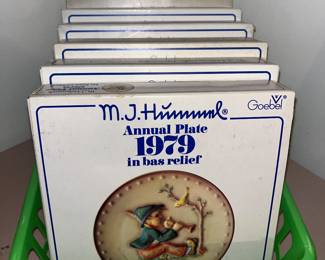 M.J.Hummel®
Goebel
Annual Plate
1979
in bas relief